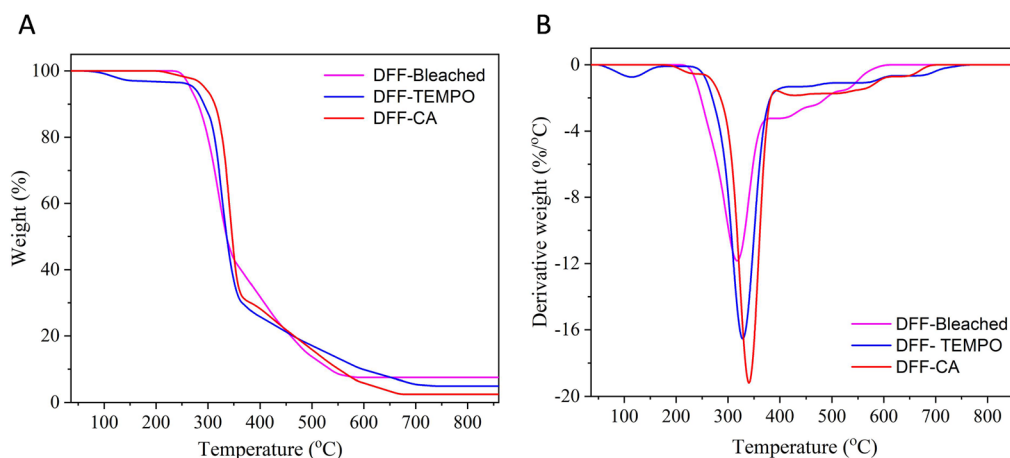 A
100
80
60
40
20
0
Weight (%)
DFF-Bleached
DFF-TEMPO
DFF-CA
100 200 300 400 500 600 700 800
Temperature (°C)
B
0
-4
-8
-12
-16
-20
Derivative weight (%/°C)
DFF-Bleached
DFF- TEMPO
DFF-CA
100 200 300 400 500 600 700 800
Temperature (°C)